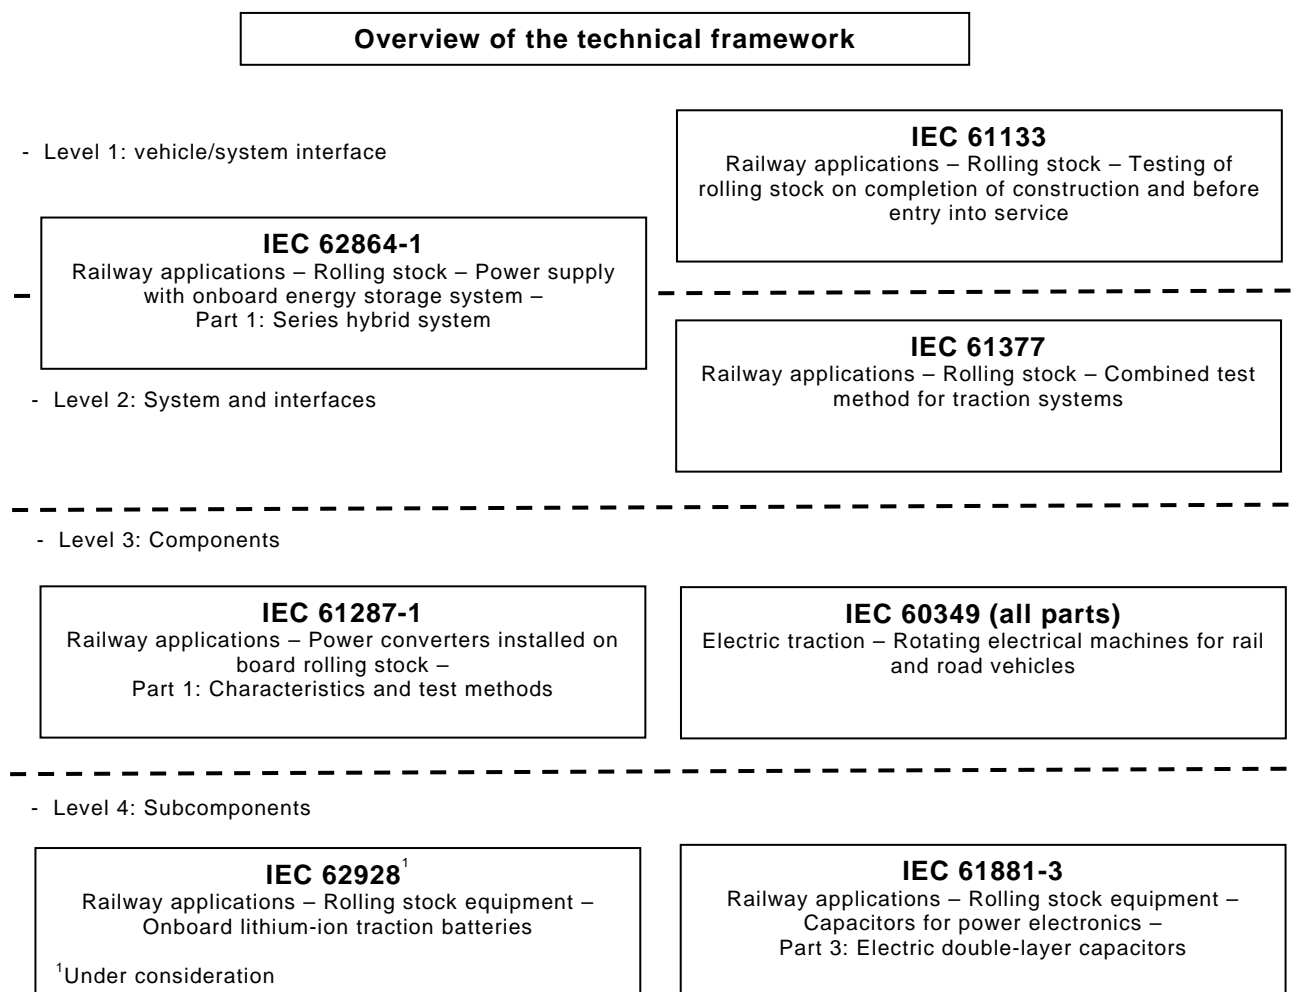 Overview of the technical framework
- Level 1: vehicle/system interface
IEC 61133
Railway applications – Rolling stock – Testing of
rolling stock on completion of construction and before
entry into service
IEC 62864-1
Railway applications – Rolling stock – Power supply
with onboard energy storage system –
Part 1: Series hybrid system
- Level 2: System and interfaces
IEC 61377
Railway applications – Rolling stock – Combined test
method for traction systems
- Level 3: Components
IEC 61287-1
Railway applications – Power converters installed on
board rolling stock –
Part 1: Characteristics and test methods
IEC 60349 (all parts)
Electric traction – Rotating electrical machines for rail
and road vehicles
- Level 4: Subcomponents
IEC 62928¹
Railway applications – Rolling stock equipment –
Onboard lithium-ion traction batteries
¹Under consideration
IEC 61881-3
Railway applications – Rolling stock equipment –
Capacitors for power electronics –
Part 3: Electric double-layer capacitors